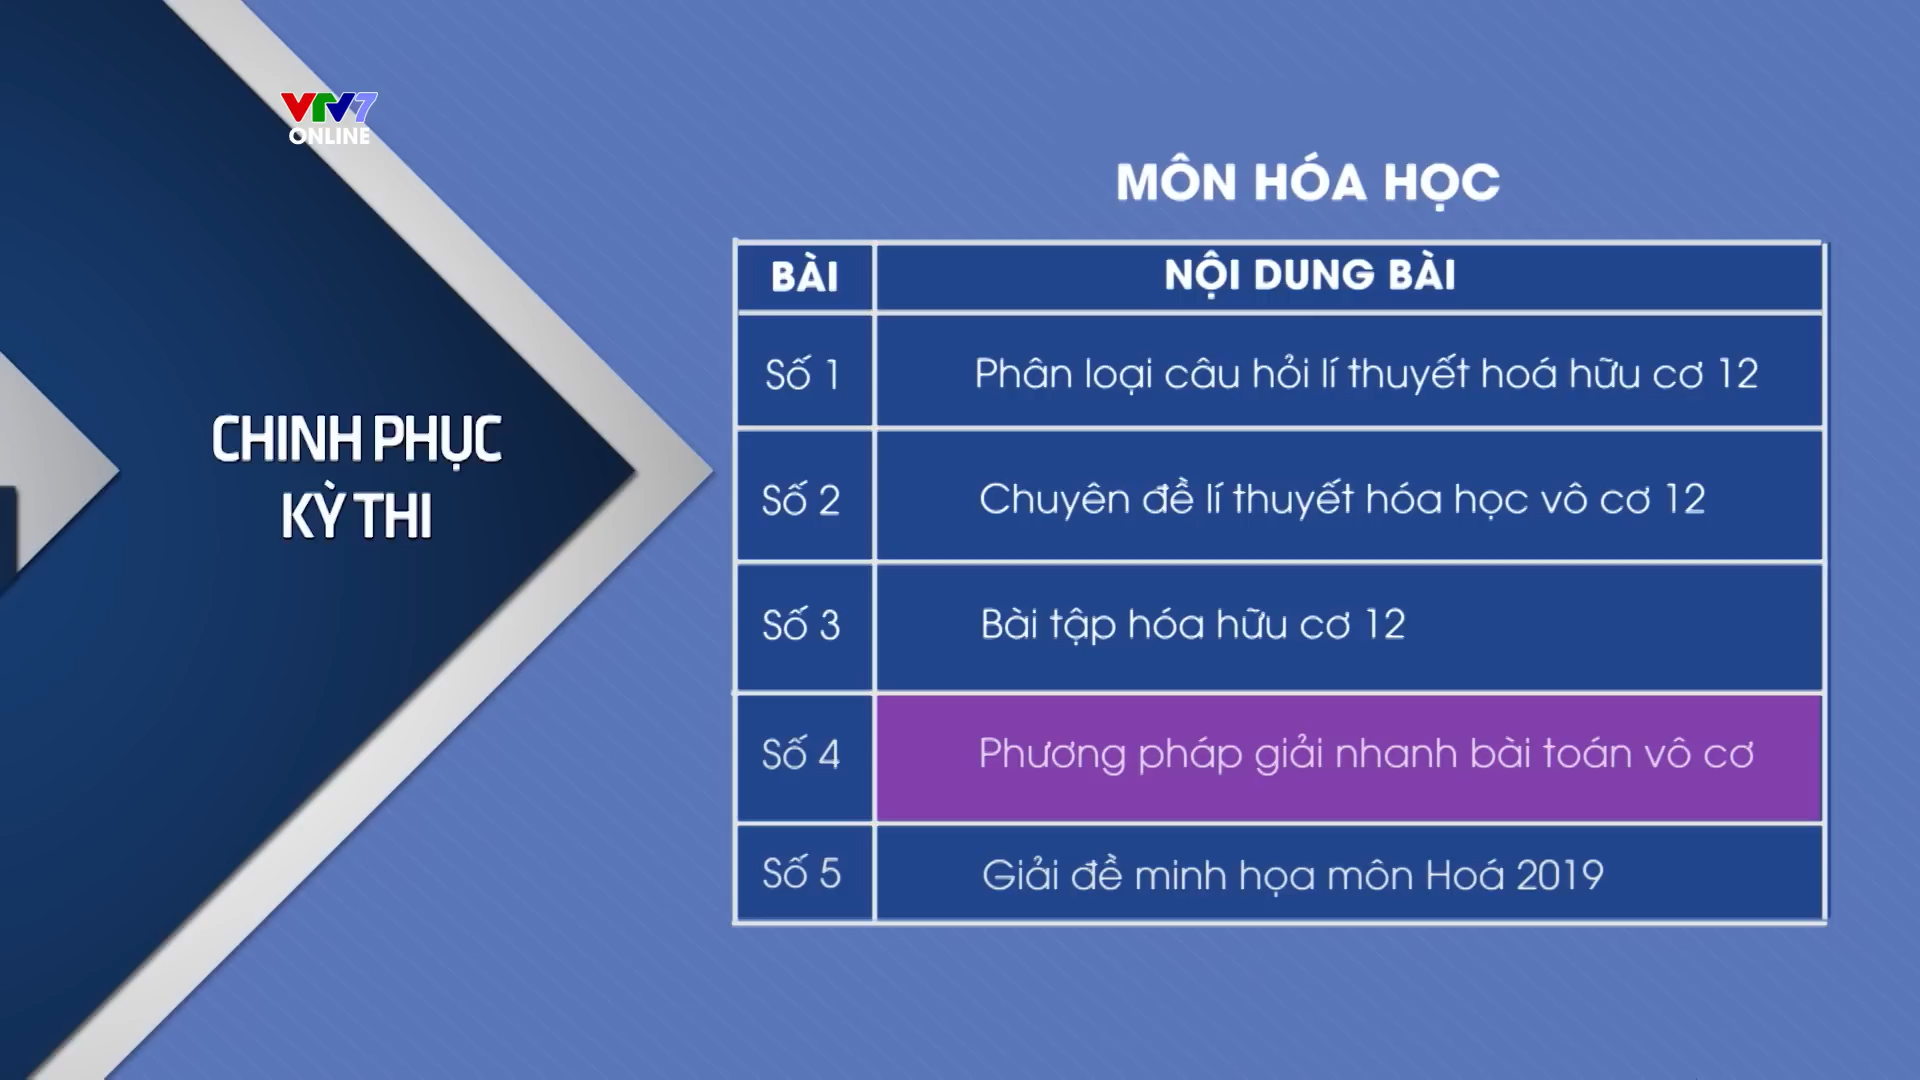 VTV7
ONLINE
CHINH PHỤC
KỲ THI
MÔN HÓA HỌC
BÀI NỘI DUNG BÀI
Số 1 Phân loại câu hỏi lí thuyết hoá hữu cơ 12
Số 2 Chuyên đề lí thuyết hóa học vô cơ 12
Số 3 Bài tập hóa hữu cơ 12
Số 4 Phương pháp giải nhanh bài toán vô cơ
Số 5 Giải đề minh họa môn Hoá 2019